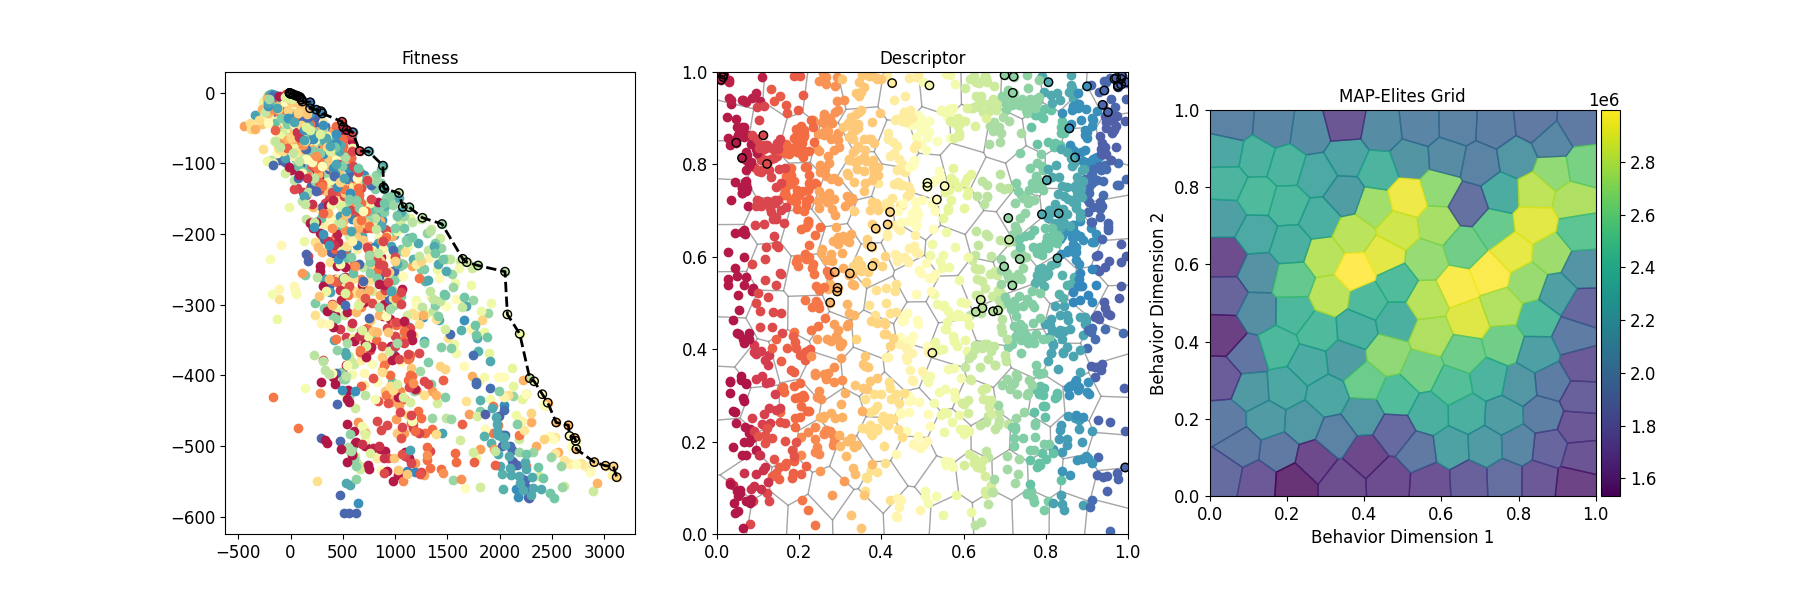 Fitness
0
−100
−200
−300
−400
−500
−600
−500 0 500 1000 1500 2000 2500 3000
Descriptor
1.0
0.8
0.6
0.4
0.2
0.0
0.0 0.2 0.4 0.6 0.8 1.0
MAP-Elites Grid
Behavior Dimension 2
1.0
0.8
0.6
0.4
0.2
0.0
0.0 0.2 0.4 0.6 0.8 1.0
Behavior Dimension 1
1e6
2.8
2.6
2.4
2.2
2.0
1.8
1.6